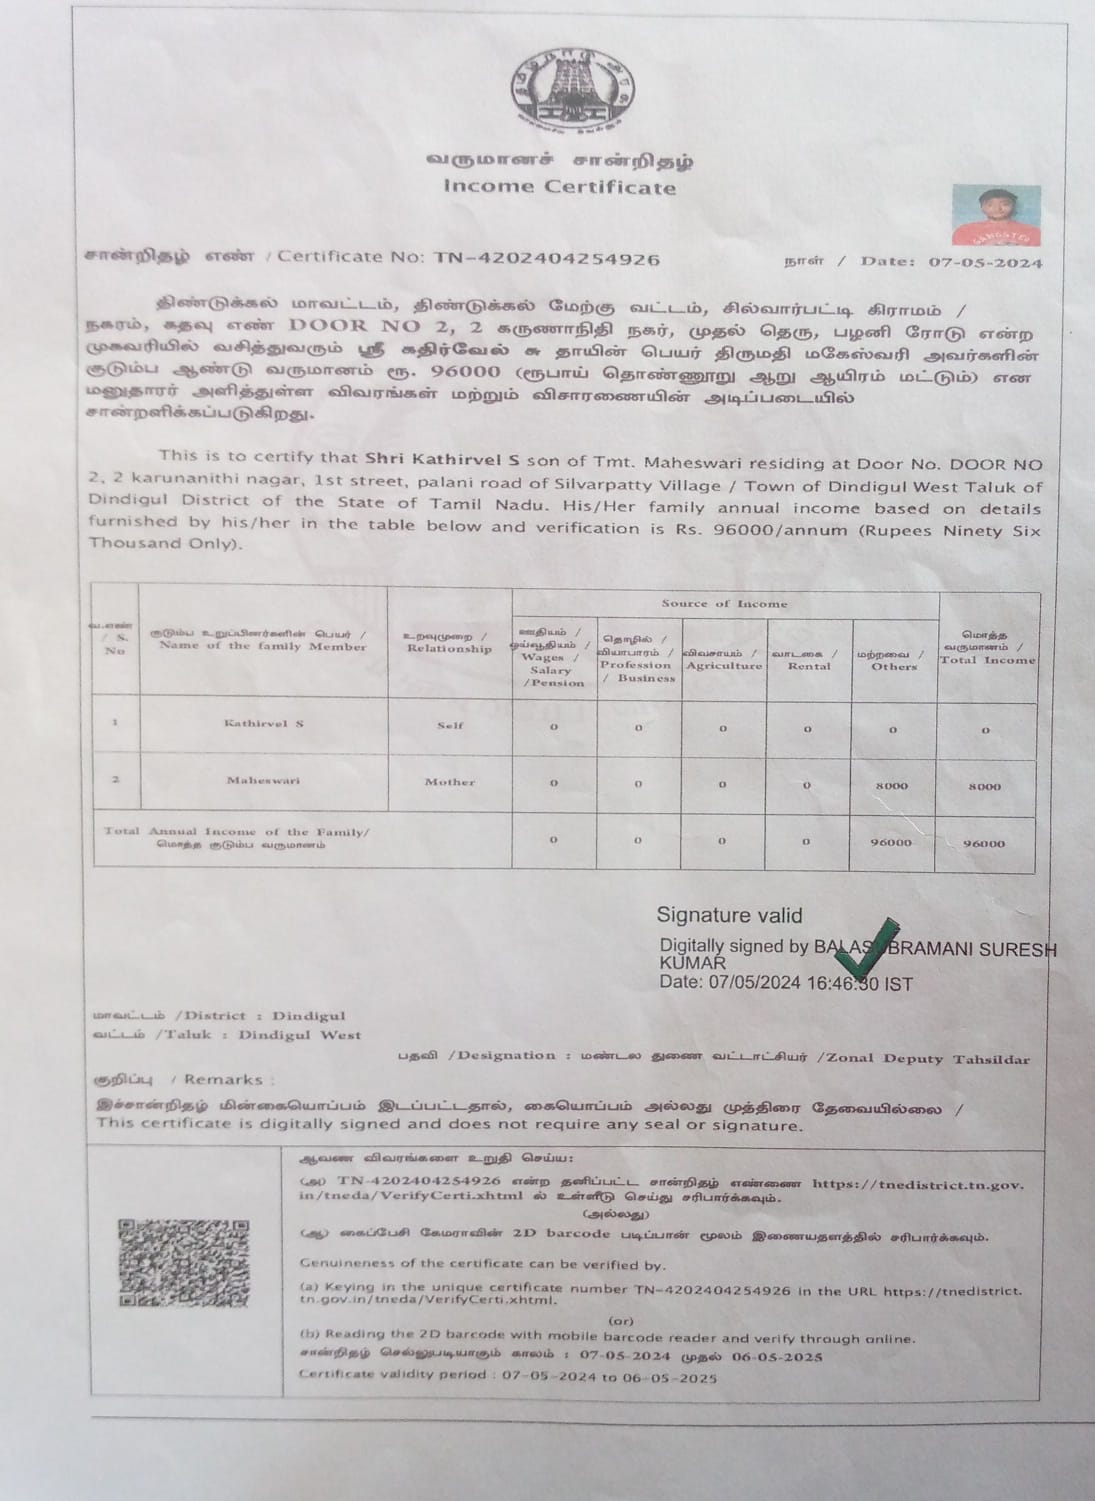 வருமானச் சான்றிதழ்
Income Certificate
GANGSTER
சான்றிதழ் எண் / Certificate No: TN-4202404254926
நாள் / Date: 07-05-2024
திண்டுக்கல் மாவட்டம், திண்டுக்கல் மேற்கு வட்டம், சில்வார்பட்டி கிராமம் /
நகரம், கதவு எண் DOOR NO 2, 2 கருணாநிதி நகர், முதல் தெரு, பழனி ரோடு என்ற
முகவரியில் வசித்துவரும் ஸ்ரீ கதிர்வேல் சு தாயின் பெயர் திருமதி மகேஸ்வரி அவர்களின்
குடும்ப ஆண்டு வருமானம் ரூ. 96000 (ரூபாய் தொண்ணூறு ஆறு ஆயிரம் மட்டும்) என
மனுதாரர் அளித்துள்ள விவரங்கள் மற்றும் விசாரணையின் அடிப்படையில்
சான்றளிக்கப்படுகிறது.
This is to certify that Shri Kathirvel S son of Tmt. Maheswari residing at Door No. DOOR NO
2, 2 karunanithi nagar, 1st street, palani road of Silvarpatty Village / Town of Dindigul West Taluk of
Dindigul District of the State of Tamil Nadu. His/Her family annual income based on details
furnished by his/her in the table below and verification is Rs. 96000/annum (Rupees Ninety Six
Thousand Only).
வ.எண்
/ S.
No
குடும்ப உறுப்பினர்களின் பெயர் /
Name of the family Member
உறவுமுறை /
Relationship
Source of Income
ஊதியம் /
ஓய்வூதியம் /
Wages /
Salary
/Pension
தொழில் /
வியாபாரம் /
Profession
/ Business
விவசாயம் /
Agriculture
வாடகை /
Rental
மற்றவை /
Others
மொத்த
வருமானம் /
Total Income
1 Kathirvel S Self 0 0 0 0 0 0
2 Maheswari Mother 0 0 0 0 8000 8000
Total Annual Income of the Family/
மொத்த குடும்ப வருமானம்
0 0 0 0 96000 96000
Signature valid
Digitally signed by BALASUBRAMANI SURESH
KUMAR
Date: 07/05/2024 16:46:30 IST
மாவட்டம் /District : Dindigul
வட்டம் /Taluk : Dindigul West
பதவி /Designation : மண்டல துணை வட்டாட்சியர் /Zonal Deputy Tahsildar
குறிப்பு / Remarks :
இச்சான்றிதழ் மின்கையொப்பம் இடப்பட்டதால், கையொப்பம் அல்லது முத்திரை தேவையில்லை /
This certificate is digitally signed and does not require any seal or signature.
ஆவண விவரங்களை உறுதி செய்ய:
(அ) TN-4202404254926 என்ற தனிப்பட்ட சான்றிதழ் எண்ணை https://tnedistrict.tn.gov.
in/tneda/VerifyCerti.xhtml ல் உள்ளீடு செய்து சரிபார்க்கவும்.
(அல்லது)
(ஆ) கைப்பேசி கேமராவின் 2D barcode படிப்பான் மூலம் இணையதளத்தில் சரிபார்க்கவும்.
Genuineness of the certificate can be verified by.
(a) Keying in the unique certificate number TN-4202404254926 in the URL https://tnedistrict.
tn.gov.in/tneda/VerifyCerti.xhtml.
(or)
(b) Reading the 2D barcode with mobile barcode reader and verify through online.
சான்றிதழ் செல்லுபடியாகும் காலம் : 07-05-2024 முதல் 06-05-2025
Certificate validity period : 07-05-2024 to 06-05-2025